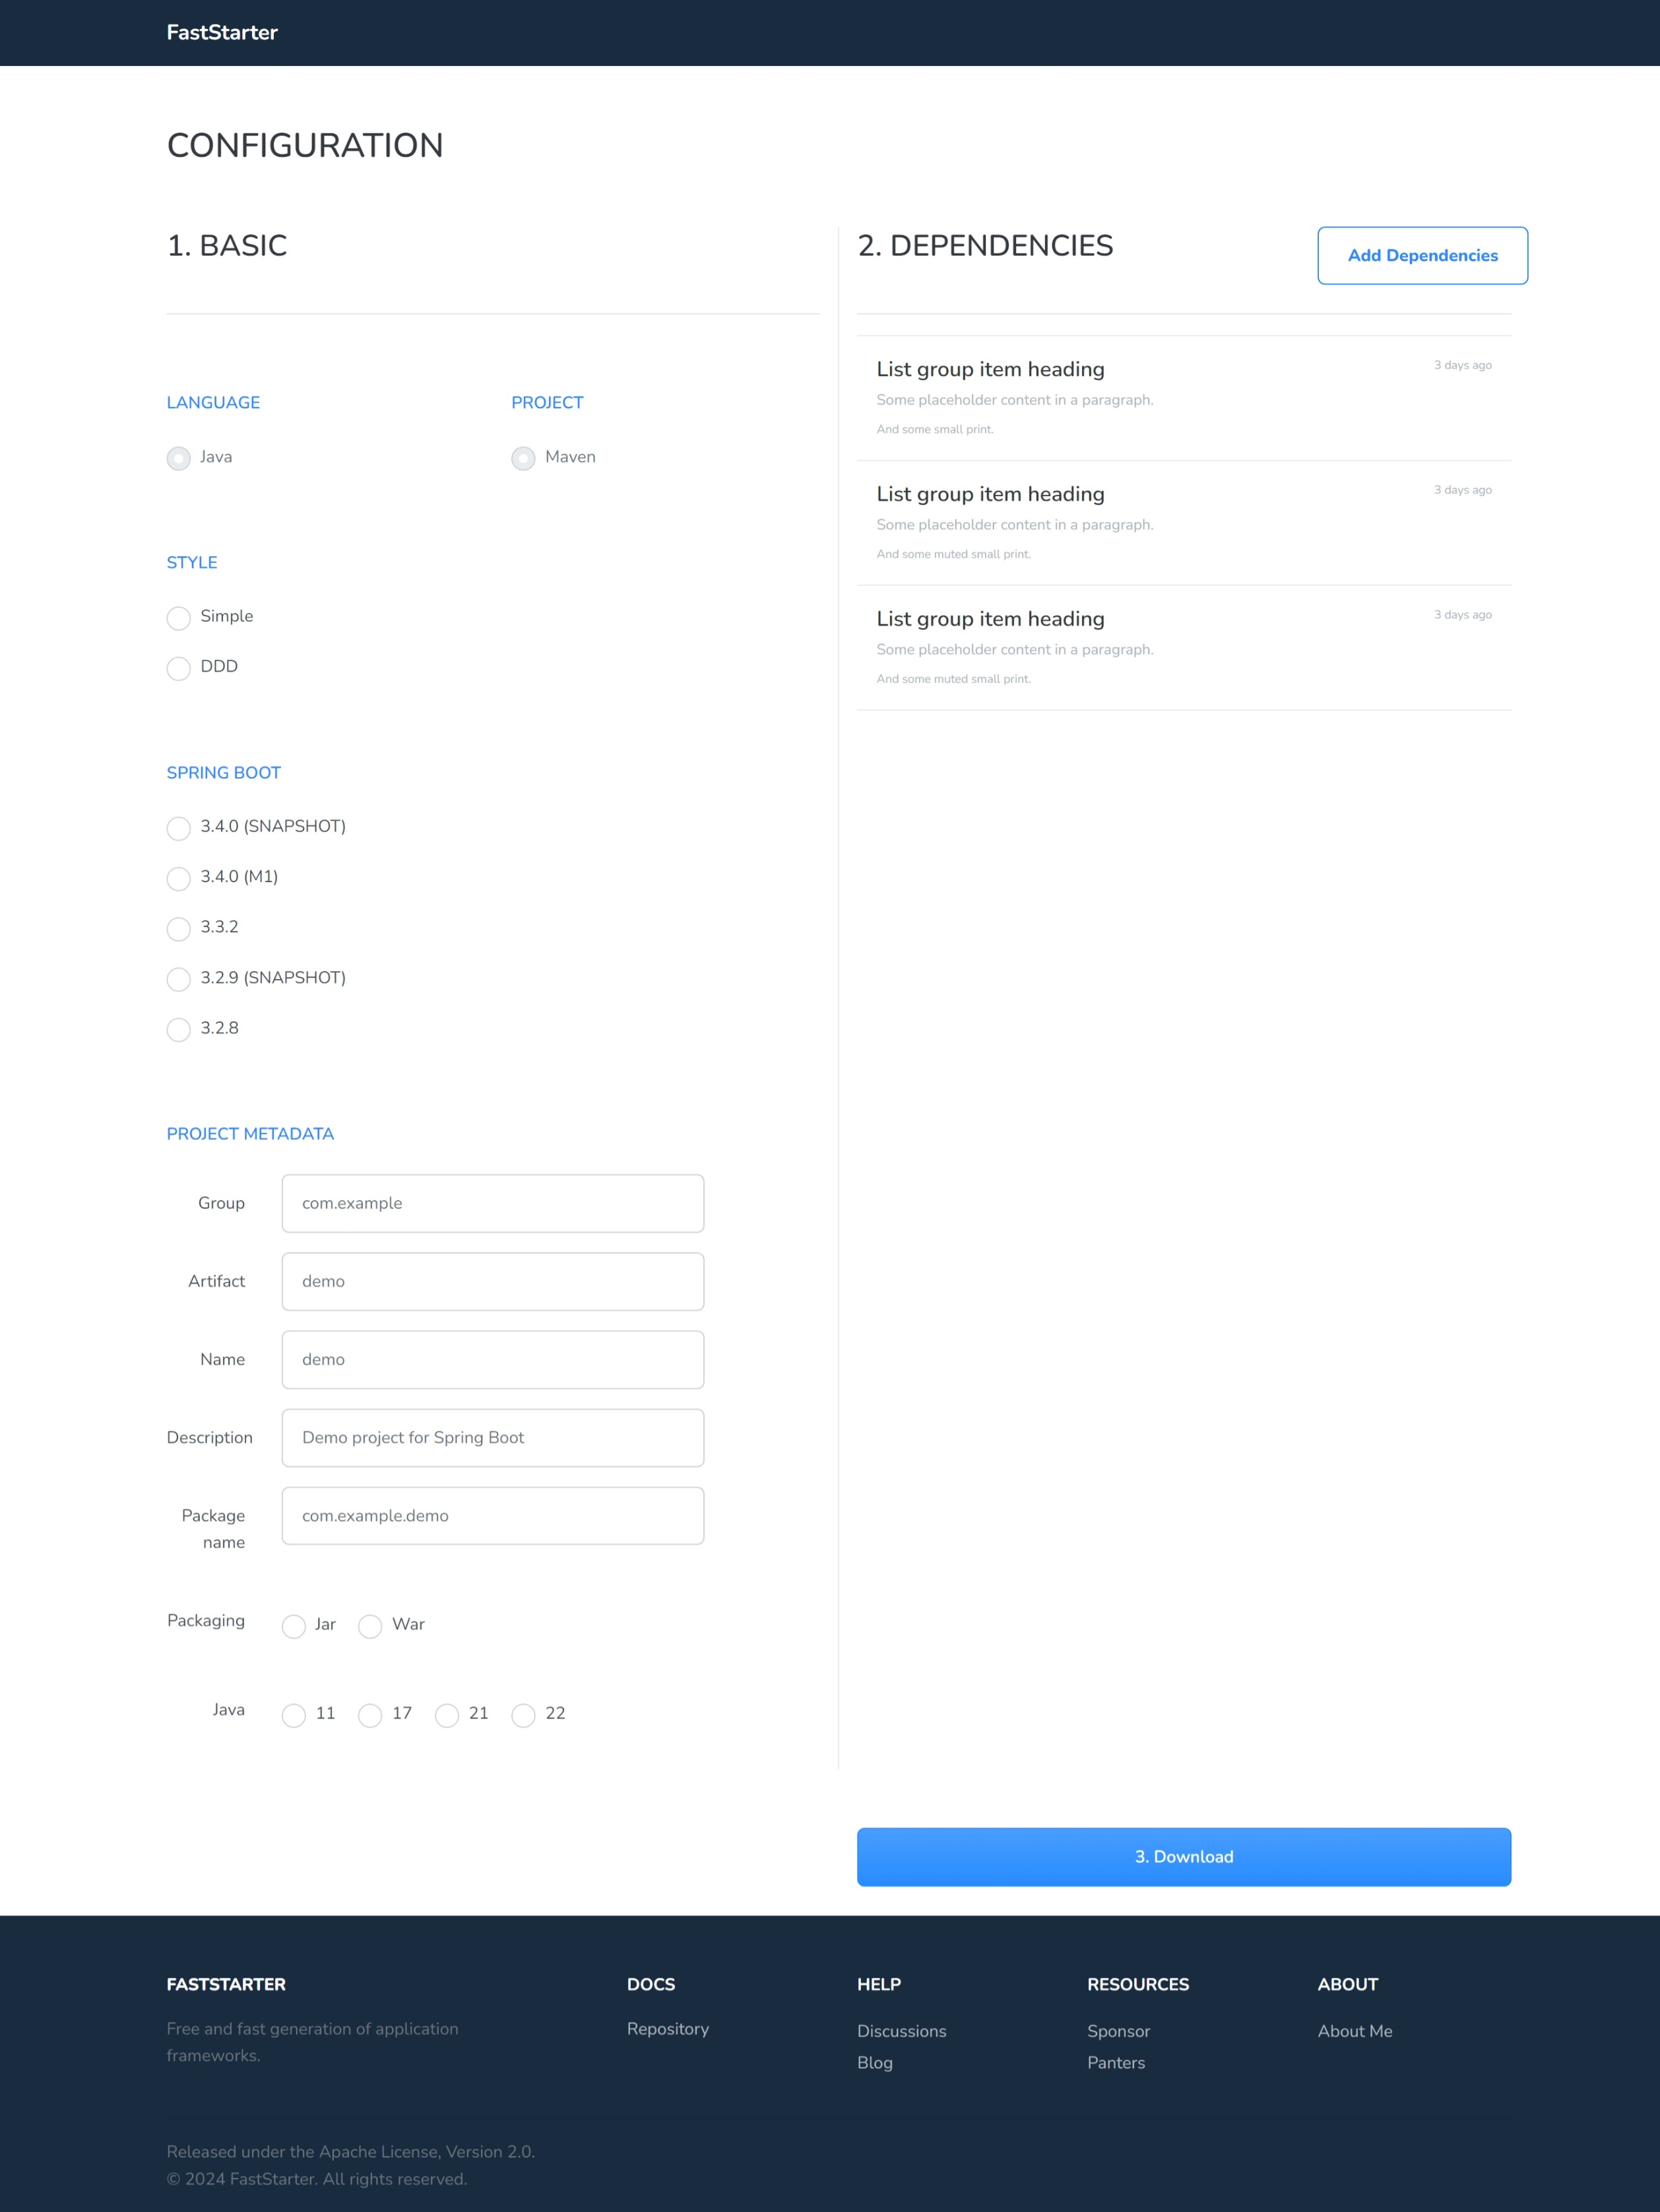 FastStarter
CONFIGURATION
1. BASIC
LANGUAGE
PROJECT
Java
Maven
STYLE
Simple
DDD
SPRING BOOT
3.4.0 (SNAPSHOT)
3.4.0 (M1)
3.3.2
3.2.9 (SNAPSHOT)
3.2.8
PROJECT METADATA
Group
com.example
Artifact
demo
Name
demo
Description
Demo project for Spring Boot
Package
name
com.example.demo
Packaging
Jar
War
Java
11
17
21
22
2. DEPENDENCIES
Add Dependencies
List group item heading
3 days ago
Some placeholder content in a paragraph.
And some small print.
List group item heading
3 days ago
Some placeholder content in a paragraph.
And some muted small print.
List group item heading
3 days ago
Some placeholder content in a paragraph.
And some muted small print.
3. Download
FASTSTARTER
Free and fast generation of application
frameworks.
DOCS
Repository
HELP
Discussions
Blog
RESOURCES
Sponsor
Panters
ABOUT
About Me
Released under the Apache License, Version 2.0.
© 2024 FastStarter. All rights reserved.